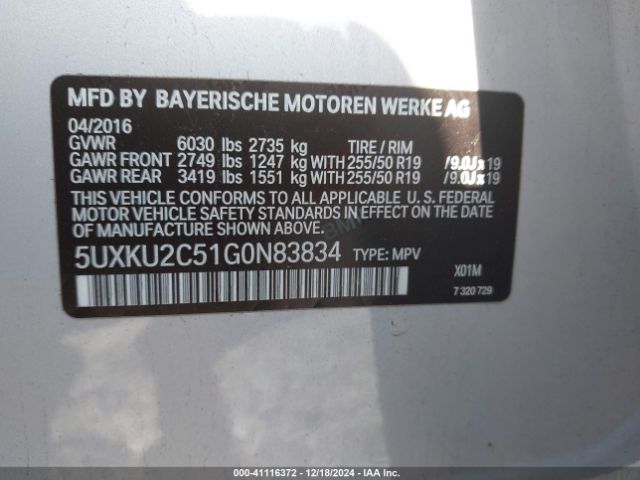 MFD BY BAYERISCHE MOTOREN WERKE AG
04/2016
GVWR 6030 lbs 2735 kg TIRE / RIM
GAWR FRONT 2749 lbs 1247 kg WITH 255/50 R19 /9.0Jx19
GAWR REAR 3419 lbs 1551 kg WITH 255/50 R19 /9.0Jx19
THIS VEHICLE CONFORMS TO ALL APPLICABLE U. S. FEDERAL
MOTOR VEHICLE SAFETY STANDARDS IN EFFECT ON THE DATE OF
MANUFACTURE SHOWN ABOVE.
5UXKU2C51G0N83834 TYPE: MPV
X01M
7 320 729
000-41116372 - 12/18/2024 - IAA Inc.